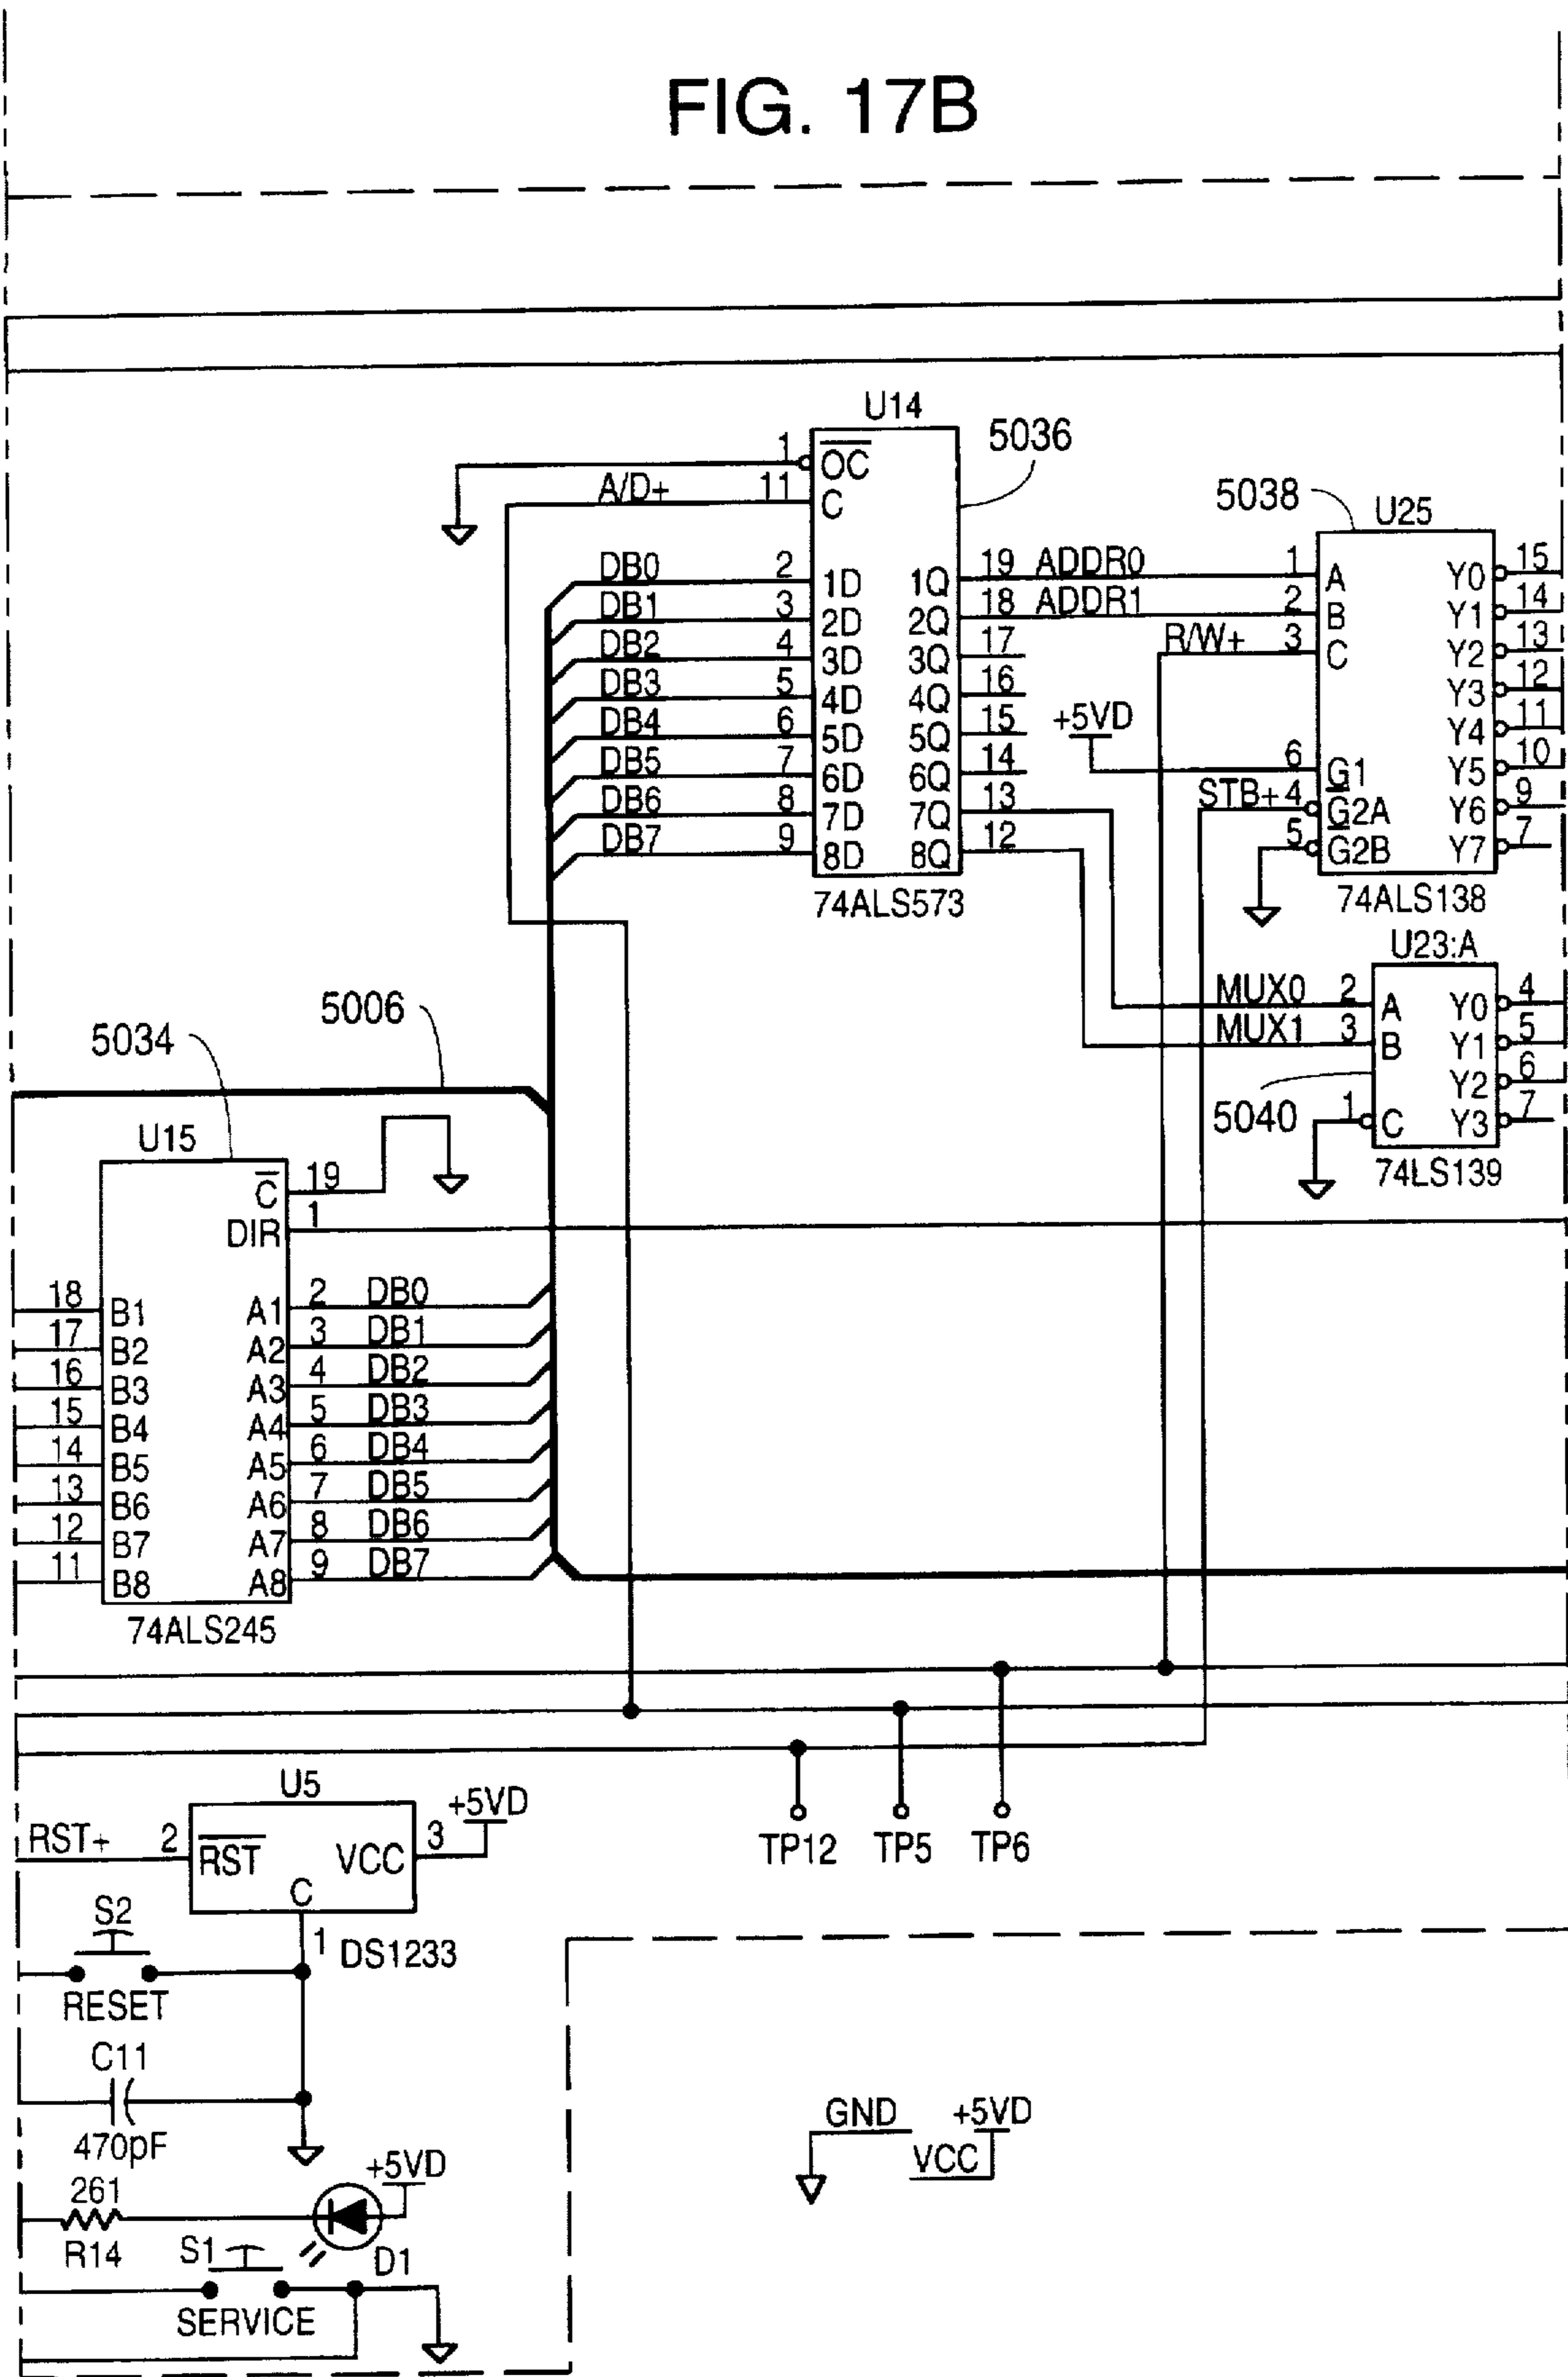 FIG. 17B
U14
5036
1 OC
A/D+ 11 C
5038
U25
DB0 2 1D 1Q 19 ADDR0 1 A Y0 15
DB1 3 2D 2Q 18 ADDR1 2 B Y1 14
DB2 4 3D 3Q 17 R/W+ 3 C Y2 13
DB3 5 4D 4Q 16 Y3 12
DB4 6 5D 5Q 15 +5VD Y4 11
DB5 7 6D 6Q 14 6 G1 Y5 10
DB6 8 7D 7Q 13 STB+ 4 G2A Y6 9
DB7 9 8D 8Q 12 5 G2B Y7 7
74ALS573
74ALS138
U23:A
MUX0 2 A Y0 4
MUX1 3 B Y1 5
Y2 6
5040 1 C Y3 7
74LS139
5006
5034
U15
C 19
DIR 1
18 B1 A1 2 DB0
17 B2 A2 3 DB1
16 B3 A3 4 DB2
15 B4 A4 5 DB3
14 B5 A5 6 DB4
13 B6 A6 7 DB5
12 B7 A7 8 DB6
11 B8 A8 9 DB7
74ALS245
U5
RST+ 2 RST VCC 3 +5VD
C
1 DS1233
TP12 TP5 TP6
S2
RESET
C11
470pF
GND +5VD
VCC
261
R14
+5VD
D1
S1
SERVICE